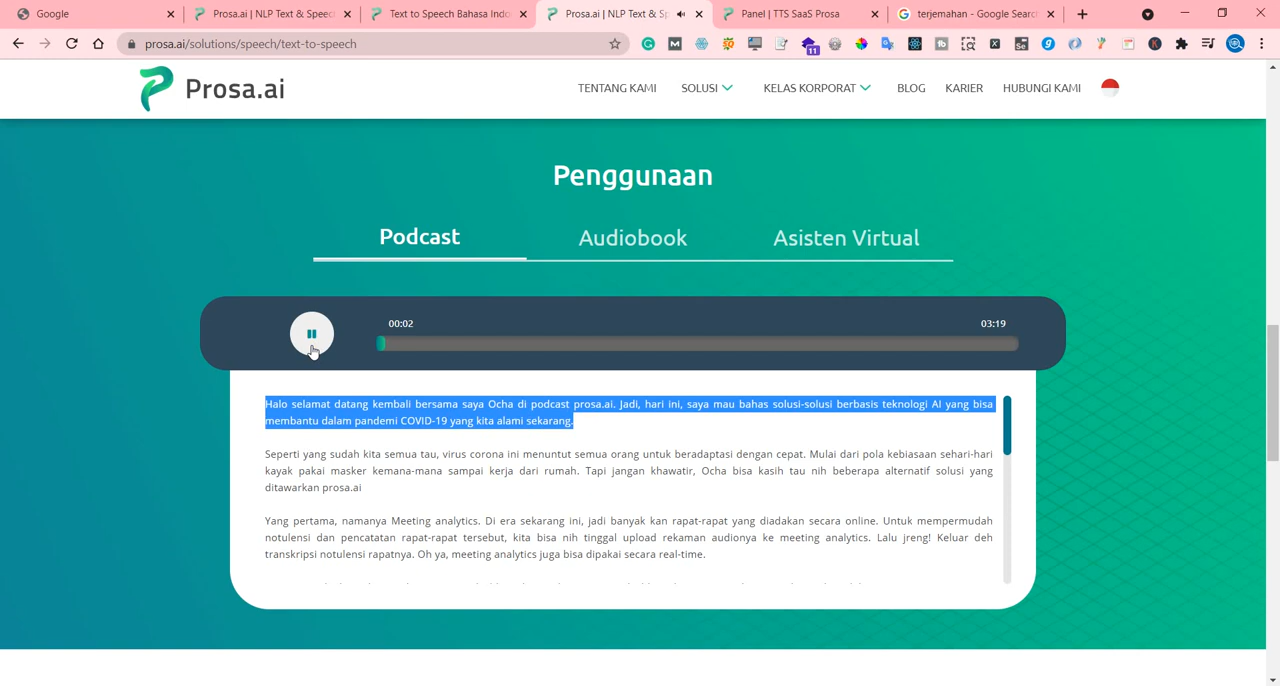 Google
Prosa.ai | NLP Text & Speech
Text to Speech Bahasa Indo
Prosa.ai | NLP Text & Sp
Panel | TTS SaaS Prosa
terjemahan - Google Search
prosa.ai/solutions/speech/text-to-speech
11
Prosa.ai
TENTANG KAMI
SOLUSI
KELAS KORPORAT
BLOG
KARIER
HUBUNGI KAMI
Penggunaan
Podcast
Audiobook
Asisten Virtual
00:02
03:19
Halo selamat datang kembali bersama saya Ocha di podcast prosa.ai. Jadi, hari ini, saya mau bahas solusi-solusi berbasis teknologi AI yang bisa
membantu dalam pandemi COVID-19 yang kita alami sekarang.
Seperti yang sudah kita semua tau, virus corona ini menuntut semua orang untuk beradaptasi dengan cepat. Mulai dari pola kebiasaan sehari-hari
kayak pakai masker kemana-mana sampai kerja dari rumah. Tapi jangan khawatir, Ocha bisa kasih tau nih beberapa alternatif solusi yang
ditawarkan prosa.ai
Yang pertama, namanya Meeting analytics. Di era sekarang ini, jadi banyak kan rapat-rapat yang diadakan secara online. Untuk mempermudah
notulensi dan pencatatan rapat-rapat tersebut, kita bisa nih tinggal upload rekaman audionya ke meeting analytics. Lalu jreng! Keluar deh
transkripsi notulensi rapatnya. Oh ya, meeting analytics juga bisa dipakai secara real-time.